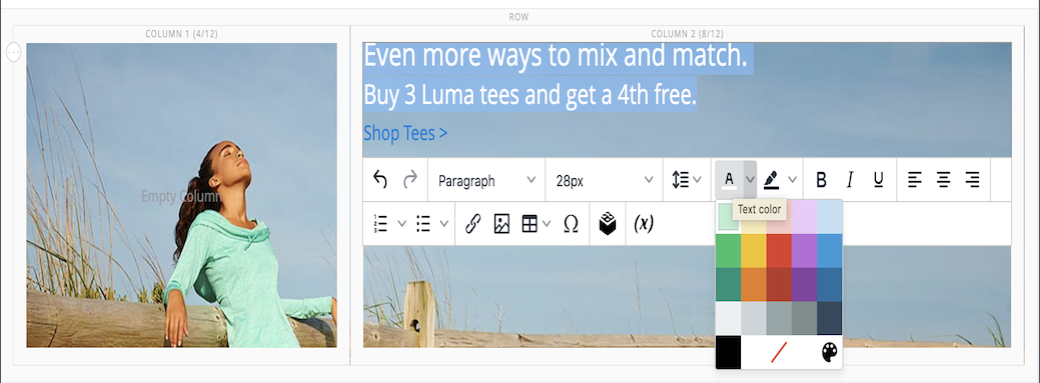 ROW
COLUMN 1 (4/12)
Empty Column
COLUMN 2 (8/12)
Even more ways to mix and match.
Buy 3 Luma tees and get a 4th free.
Shop Tees >
Paragraph
28px
A
B I U
Ω
(x)
Text color